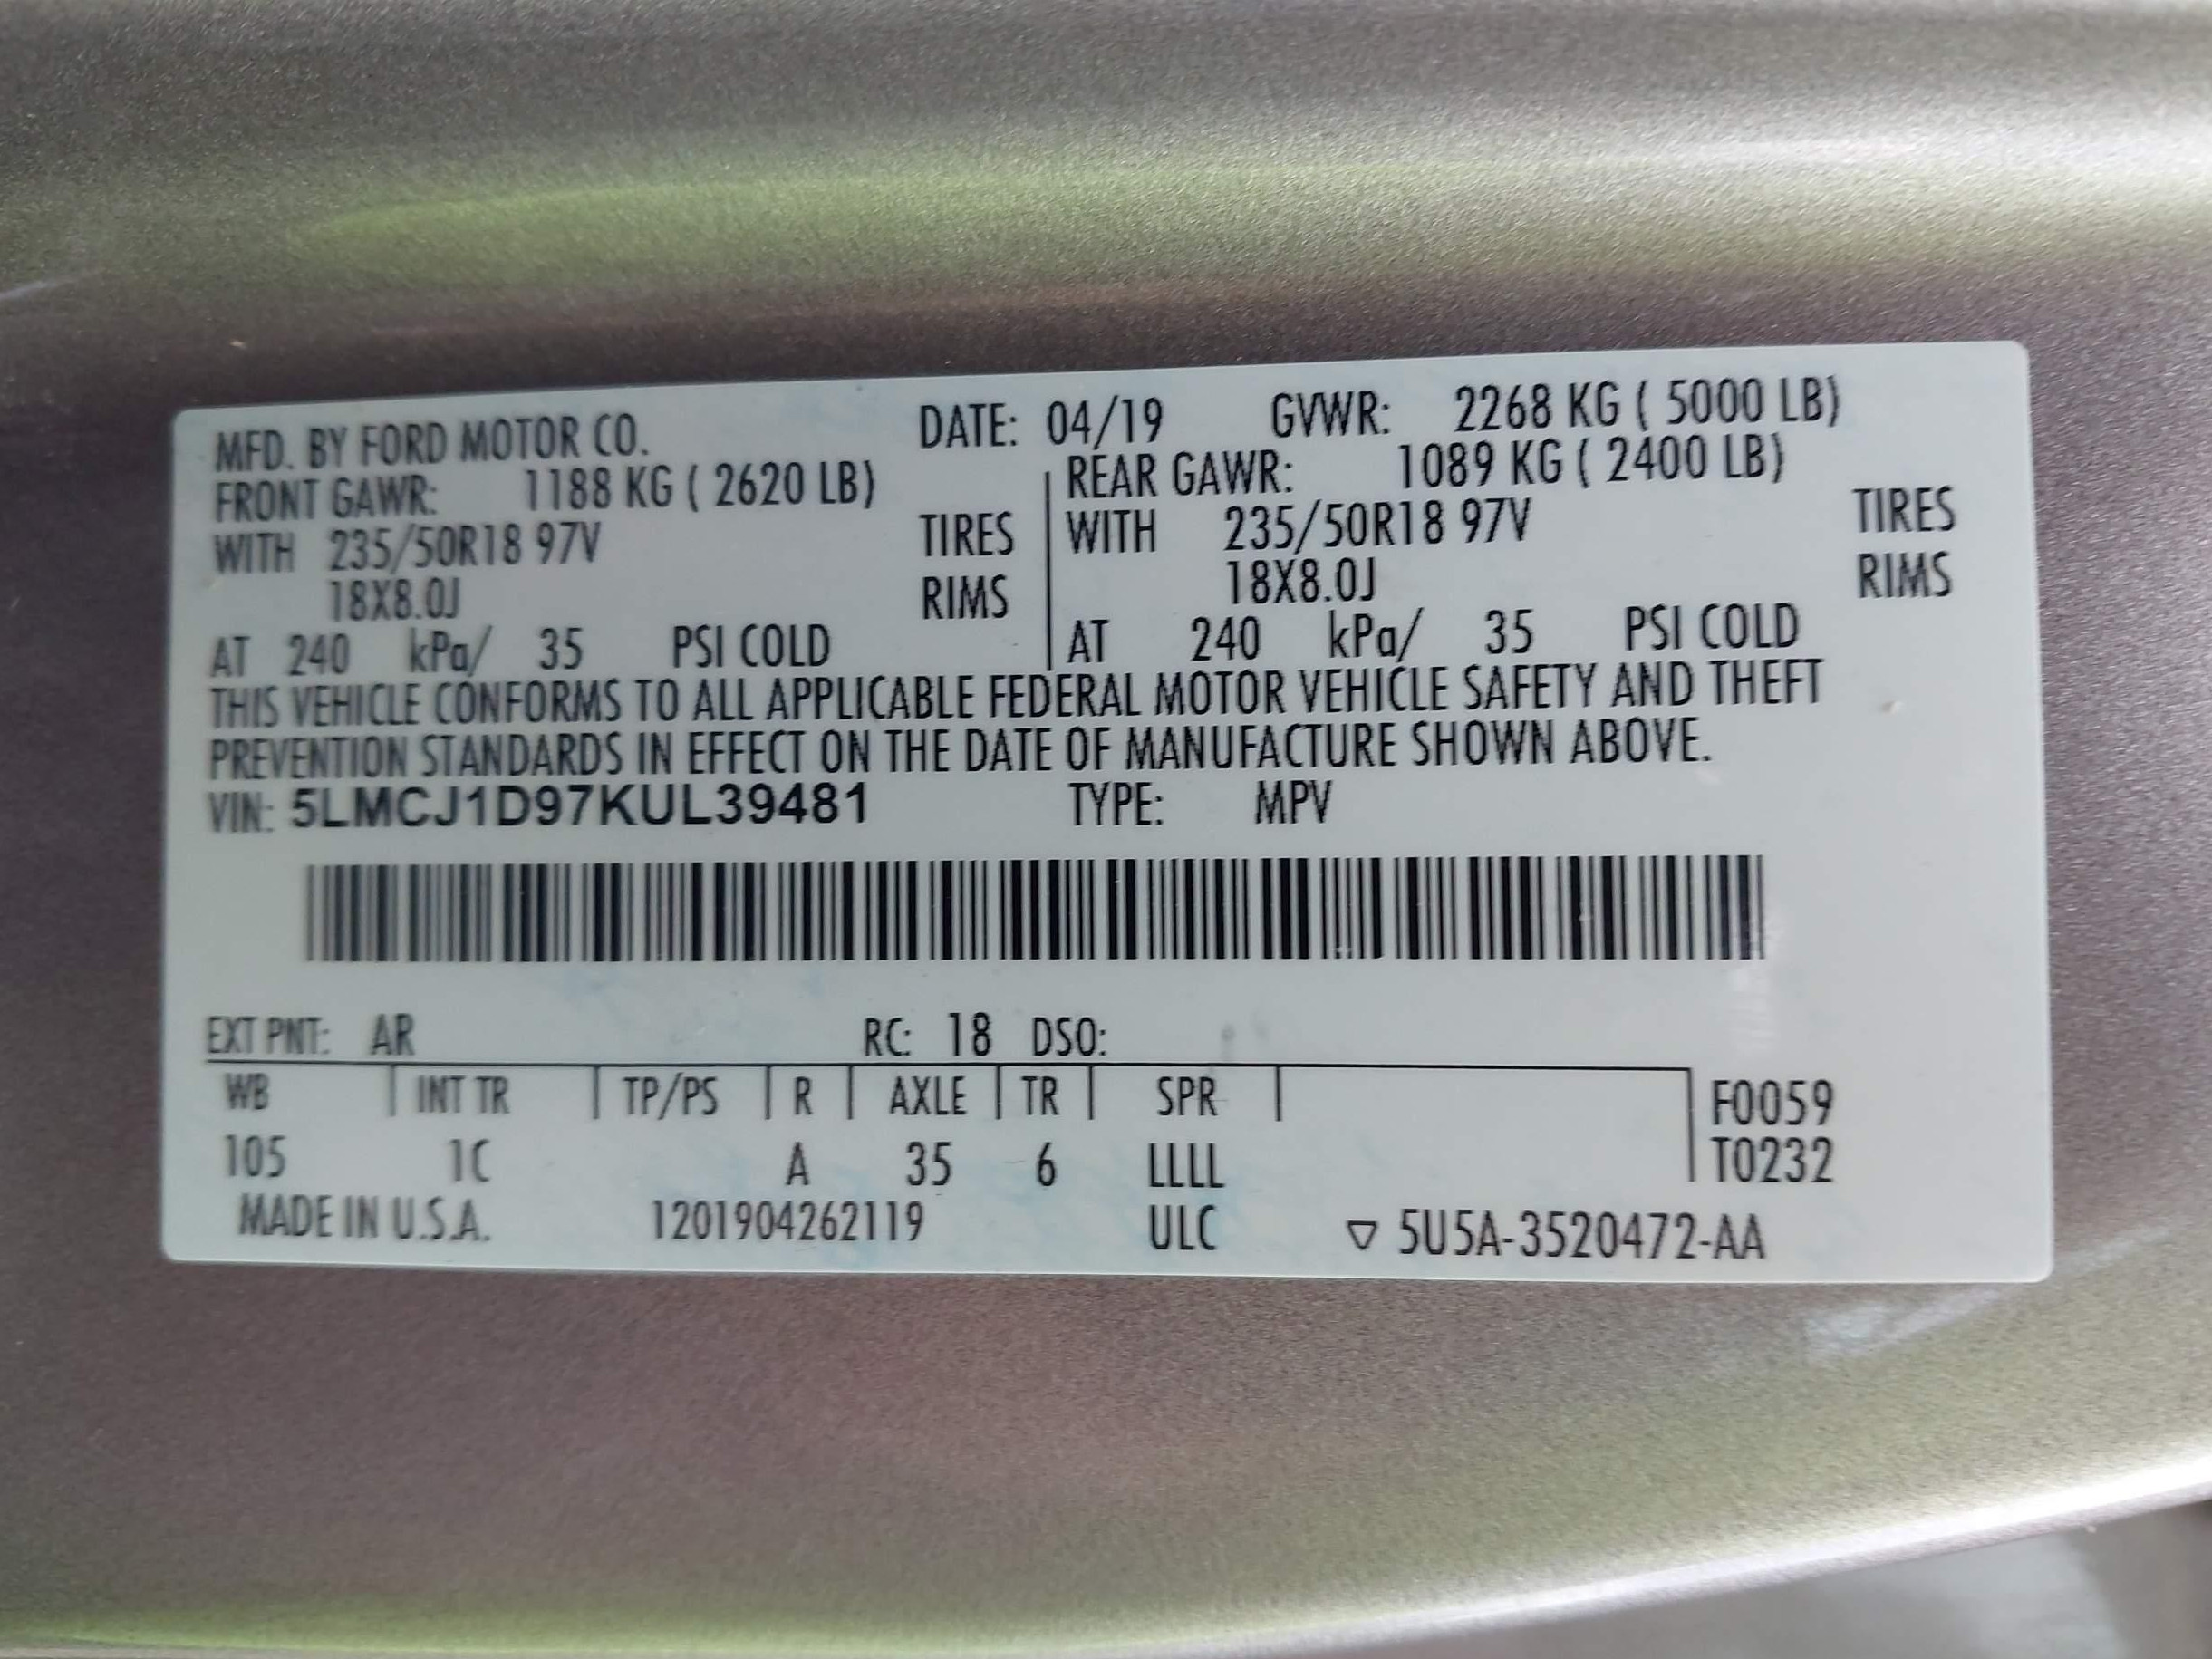 MFD. BY FORD MOTOR CO. DATE: 04/19 GVWR: 2268 KG ( 5000 LB)
FRONT GAWR: 1188 KG ( 2620 LB) REAR GAWR: 1089 KG ( 2400 LB)
WITH 235/50R18 97V TIRES WITH 235/50R18 97V TIRES
18X8.0J RIMS 18X8.0J RIMS
AT 240 kPa/ 35 PSI COLD AT 240 kPa/ 35 PSI COLD
THIS VEHICLE CONFORMS TO ALL APPLICABLE FEDERAL MOTOR VEHICLE SAFETY AND THEFT
PREVENTION STANDARDS IN EFFECT ON THE DATE OF MANUFACTURE SHOWN ABOVE.
VIN: 5LMCJ1D97KUL39481 TYPE: MPV
EXT PNT: AR RC: 18 DSO:
WB INT TR TP/PS R AXLE TR SPR F0059
105 1C A 35 6 LLLL T0232
MADE IN U.S.A. 1201904262119 ULC ▽ 5U5A-3520472-AA